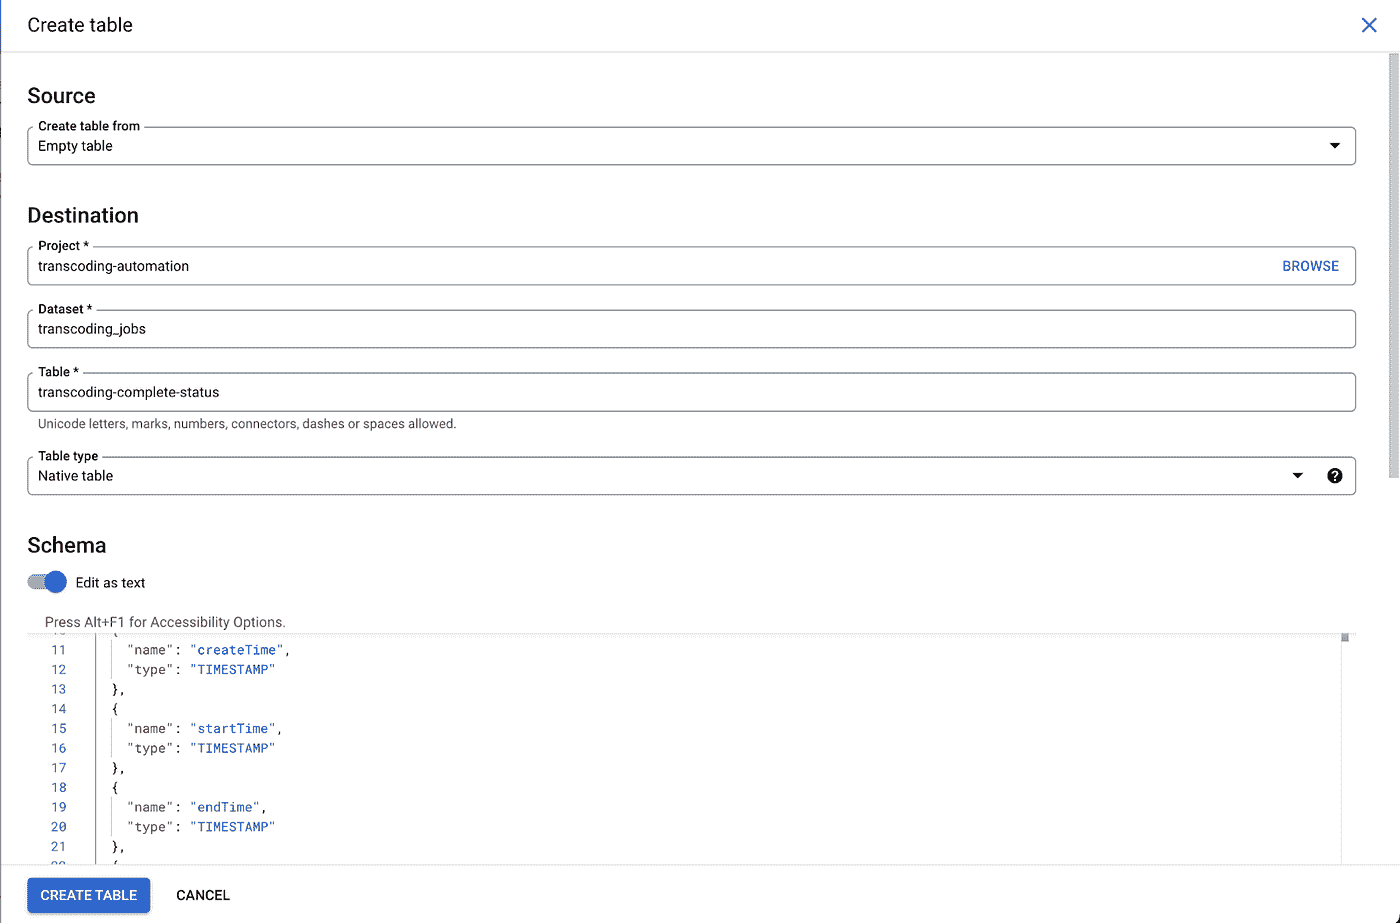 Create table
Source
Create table from
Empty table
Destination
Project *
transcoding-automation
BROWSE
Dataset *
transcoding_jobs
Table *
transcoding-complete-status
Unicode letters, marks, numbers, connectors, dashes or spaces allowed.
Table type
Native table
Schema
Edit as text
Press Alt+F1 for Accessibility Options.
11 "name": "createTime",
12 "type": "TIMESTAMP"
13 },
14 {
15 "name": "startTime",
16 "type": "TIMESTAMP"
17 },
18 {
19 "name": "endTime",
20 "type": "TIMESTAMP"
21 },
CREATE TABLE
CANCEL